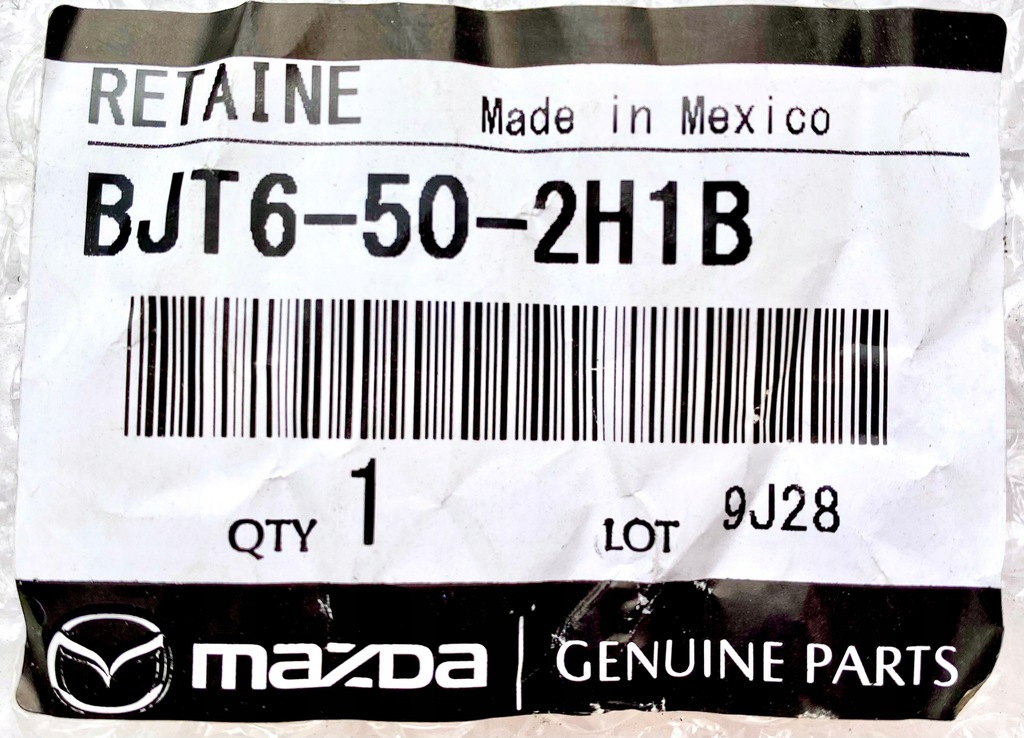 RETAINE Made in Mexico
BJT6-50-2H1B
QTY 1 LOT 9J28
mazda GENUINE PARTS